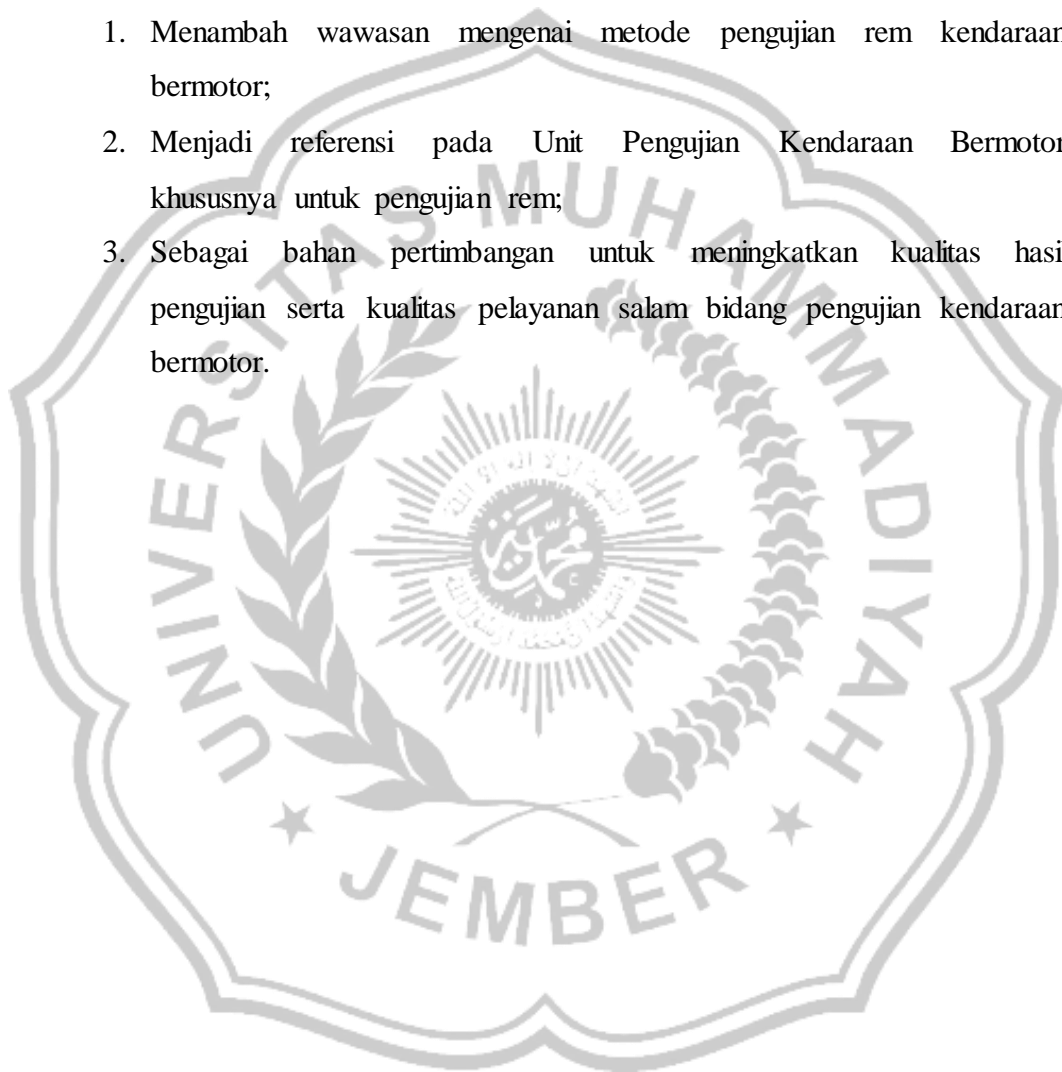 1. Menambah wawasan mengenai metode pengujian rem kendaraan
bermotor;
2. Menjadi referensi pada Unit Pengujian Kendaraan Bermotor
khususnya untuk pengujian rem;
3. Sebagai bahan pertimbangan untuk meningkatkan kualitas hasi
pengujian serta kualitas pelayanan salam bidang pengujian kendaraan
bermotor.
UNIVERSITAS MUHAMMADIYAH
JEMBER